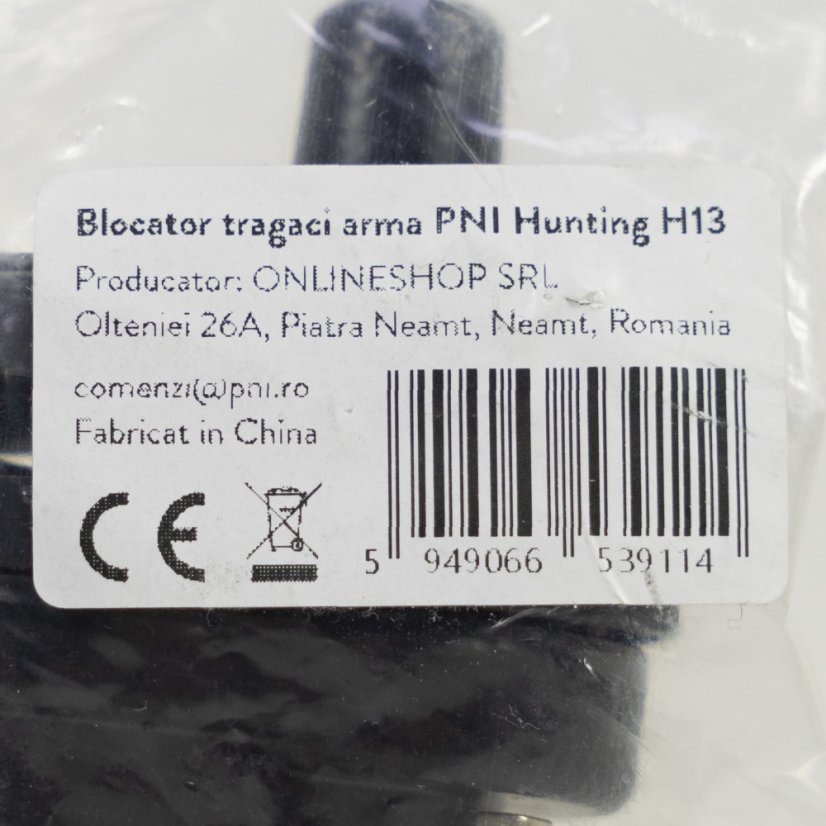 Blocator tragaci arma PNI Hunting H13
Producator: ONLINESHOP SRL
Olteniei 26A, Piatra Neamt, Neamt, Romania
comenzi@pni.ro
Fabricat in China
CE
5 949066 539114